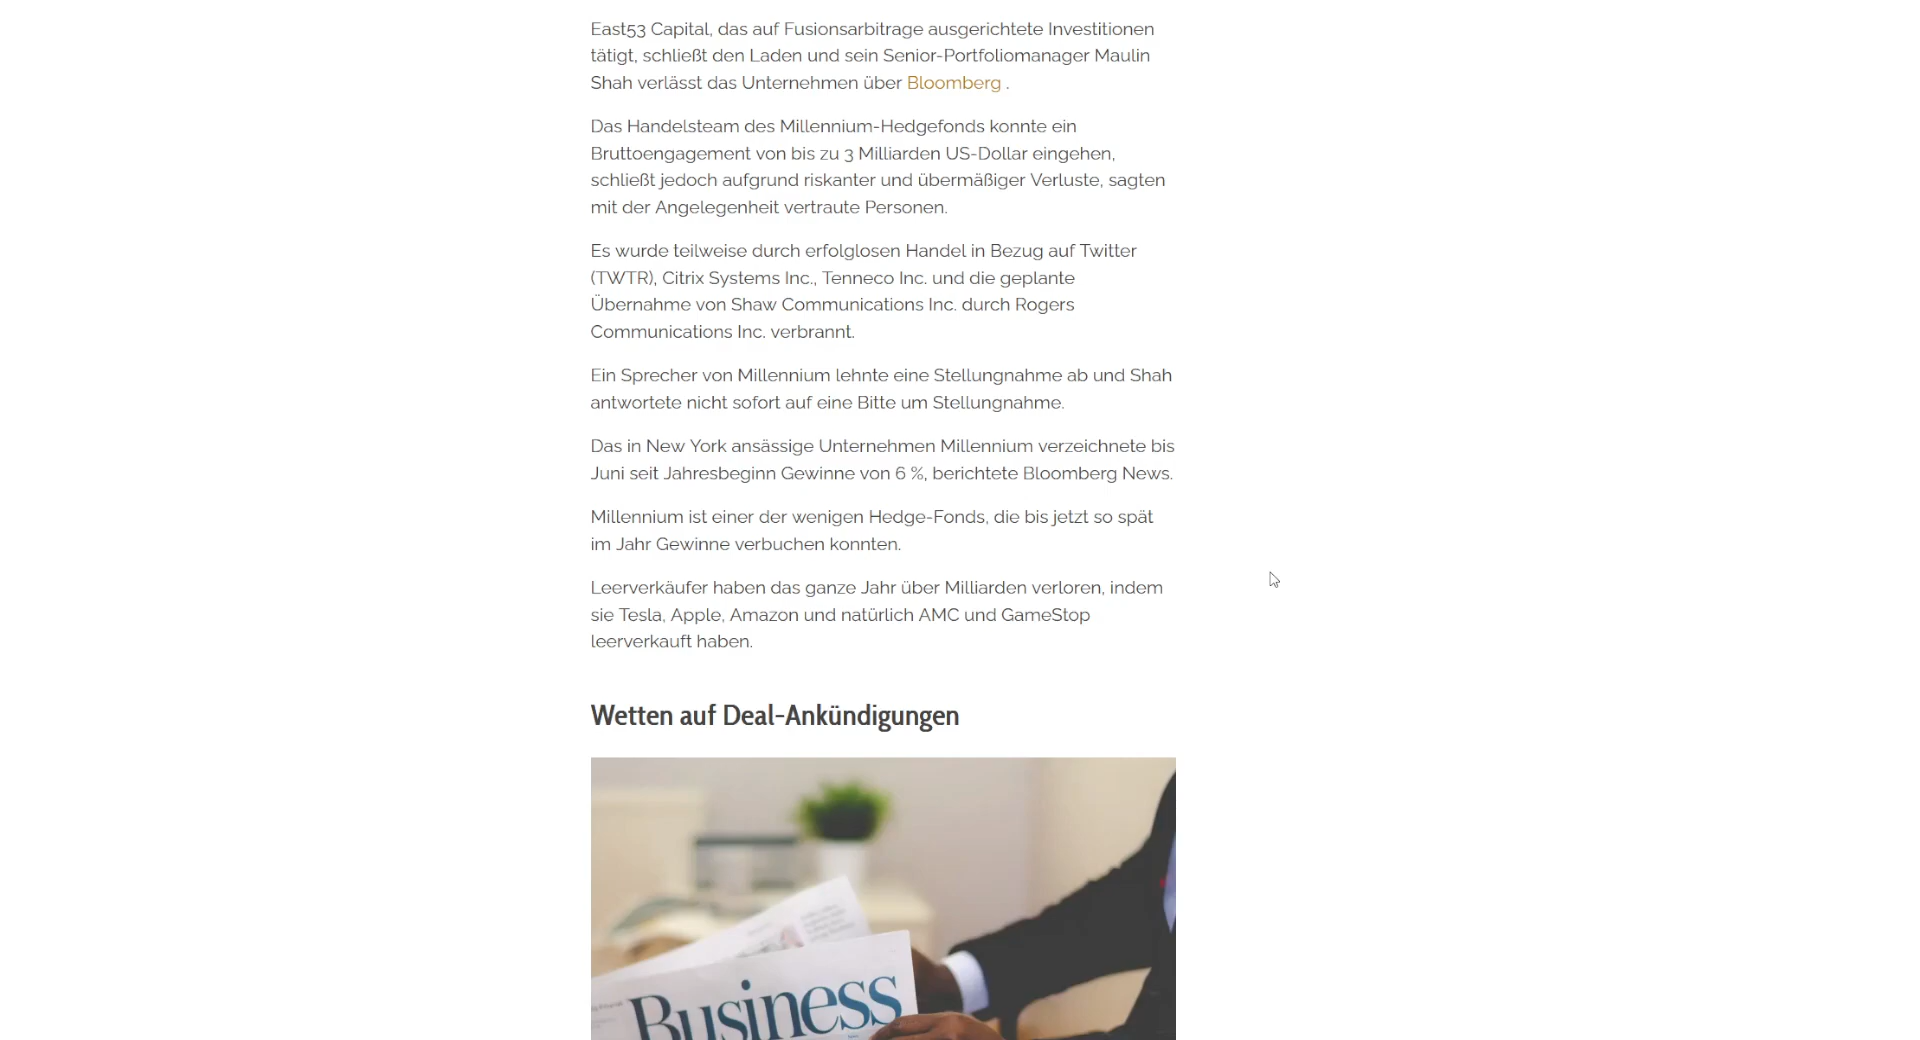 East53 Capital, das auf Fusionsarbitrage ausgerichtete Investitionen
tätigt, schließt den Laden und sein Senior-Portfoliomanager Maulin
Shah verlässt das Unternehmen über Bloomberg .
Das Handelsteam des Millennium-Hedgefonds konnte ein
Bruttoengagement von bis zu 3 Milliarden US-Dollar eingehen,
schließt jedoch aufgrund riskanter und übermäßiger Verluste, sagten
mit der Angelegenheit vertraute Personen.
Es wurde teilweise durch erfolglosen Handel in Bezug auf Twitter
(TWTR), Citrix Systems Inc., Tenneco Inc. und die geplante
Übernahme von Shaw Communications Inc. durch Rogers
Communications Inc. verbrannt.
Ein Sprecher von Millennium lehnte eine Stellungnahme ab und Shah
antwortete nicht sofort auf eine Bitte um Stellungnahme.
Das in New York ansässige Unternehmen Millennium verzeichnete bis
Juni seit Jahresbeginn Gewinne von 6 %, berichtete Bloomberg News.
Millennium ist einer der wenigen Hedge-Fonds, die bis jetzt so spät
im Jahr Gewinne verbuchen konnten.
Leerverkäufer haben das ganze Jahr über Milliarden verloren, indem
sie Tesla, Apple, Amazon und natürlich AMC und GameStop
leerverkauft haben.
Wetten auf Deal-Ankündigungen
Business